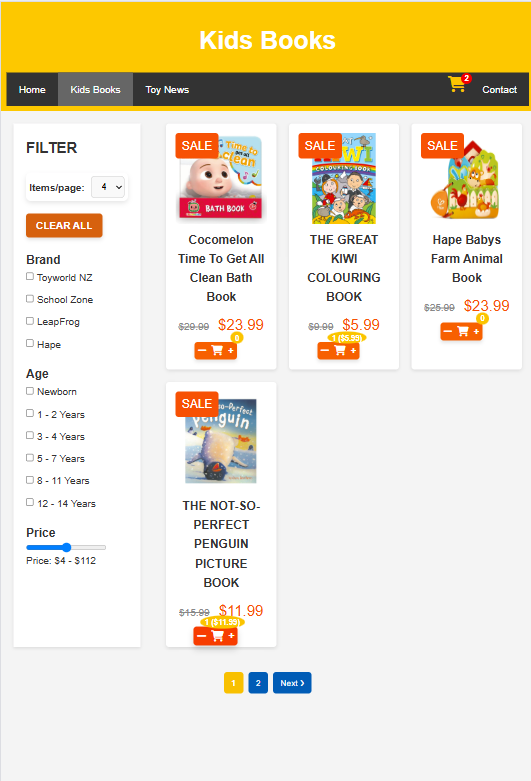 Kids Books
Home
Kids Books
Toy News
2
Contact
FILTER
Items/page: 4
CLEAR ALL
Brand
Toyworld NZ
School Zone
LeapFrog
Hape
Age
Newborn
1 - 2 Years
3 - 4 Years
5 - 7 Years
8 - 11 Years
12 - 14 Years
Price
Price: $4 - $112
SALE
Time to
get all
clean
BATH BOOK
Cocomelon
Time To Get All
Clean Bath
Book
$29.99 $23.99
0
− +
SALE
COLOURING BOOK
THE GREAT
KIWI
COLOURING
BOOK
$9.99 $5.99
1 ($5.99)
− +
SALE
Hape Babys
Farm Animal
Book
$25.99 $23.99
0
− +
SALE
Penguin
THE NOT-SO-
PERFECT
PENGUIN
PICTURE
BOOK
$15.99 $11.99
1 ($11.99)
− +
1
2
Next ❯